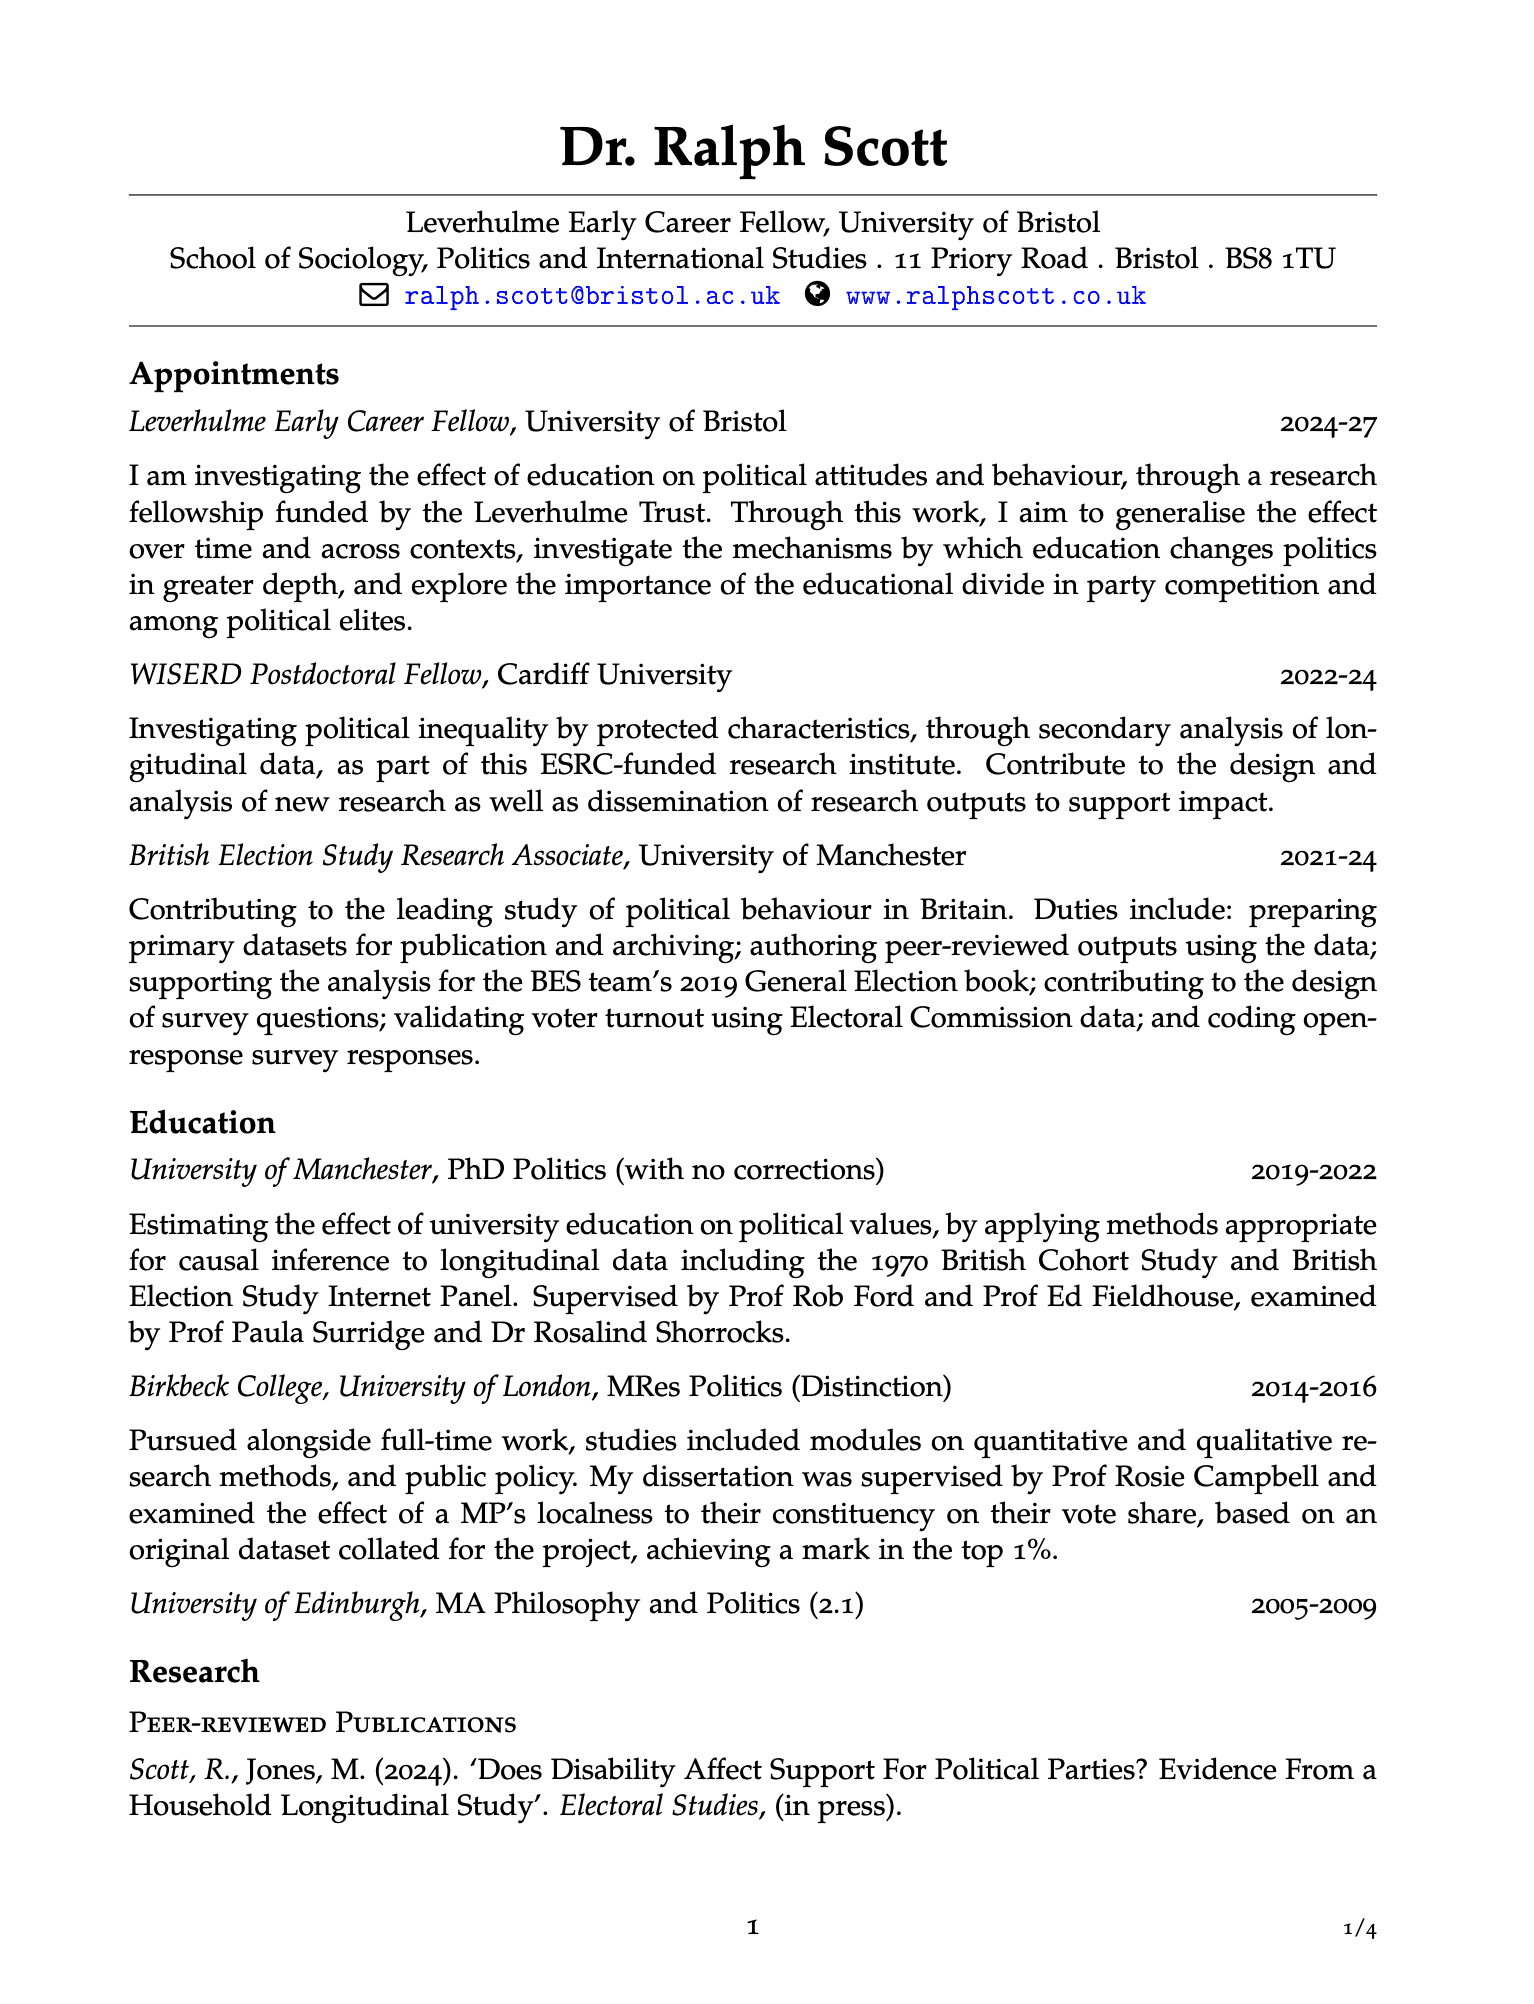 Dr. Ralph Scott
Leverhulme Early Career Fellow, University of Bristol
School of Sociology, Politics and International Studies . 11 Priory Road . Bristol . BS8 1TU
ralph.scott@bristol.ac.uk www.ralphscott.co.uk
Appointments
Leverhulme Early Career Fellow, University of Bristol 2024-27
I am investigating the effect of education on political attitudes and behaviour, through a research
fellowship funded by the Leverhulme Trust. Through this work, I aim to generalise the effect
over time and across contexts, investigate the mechanisms by which education changes politics
in greater depth, and explore the importance of the educational divide in party competition and
among political elites.
WISERD Postdoctoral Fellow, Cardiff University 2022-24
Investigating political inequality by protected characteristics, through secondary analysis of lon-
gitudinal data, as part of this ESRC-funded research institute. Contribute to the design and
analysis of new research as well as dissemination of research outputs to support impact.
British Election Study Research Associate, University of Manchester 2021-24
Contributing to the leading study of political behaviour in Britain. Duties include: preparing
primary datasets for publication and archiving; authoring peer-reviewed outputs using the data;
supporting the analysis for the BES team's 2019 General Election book; contributing to the design
of survey questions; validating voter turnout using Electoral Commission data; and coding open-
response survey responses.
Education
University of Manchester, PhD Politics (with no corrections) 2019-2022
Estimating the effect of university education on political values, by applying methods appropriate
for causal inference to longitudinal data including the 1970 British Cohort Study and British
Election Study Internet Panel. Supervised by Prof Rob Ford and Prof Ed Fieldhouse, examined
by Prof Paula Surridge and Dr Rosalind Shorrocks.
Birkbeck College, University of London, MRes Politics (Distinction) 2014-2016
Pursued alongside full-time work, studies included modules on quantitative and qualitative re-
search methods, and public policy. My dissertation was supervised by Prof Rosie Campbell and
examined the effect of a MP's localness to their constituency on their vote share, based on an
original dataset collated for the project, achieving a mark in the top 1%.
University of Edinburgh, MA Philosophy and Politics (2.1) 2005-2009
Research
Peer-reviewed Publications
Scott, R., Jones, M. (2024). 'Does Disability Affect Support For Political Parties? Evidence From a
Household Longitudinal Study'. Electoral Studies, (in press).
1 1/4